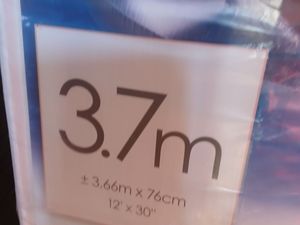 3.7m
± 3.66m x 76cm
12' x 30"